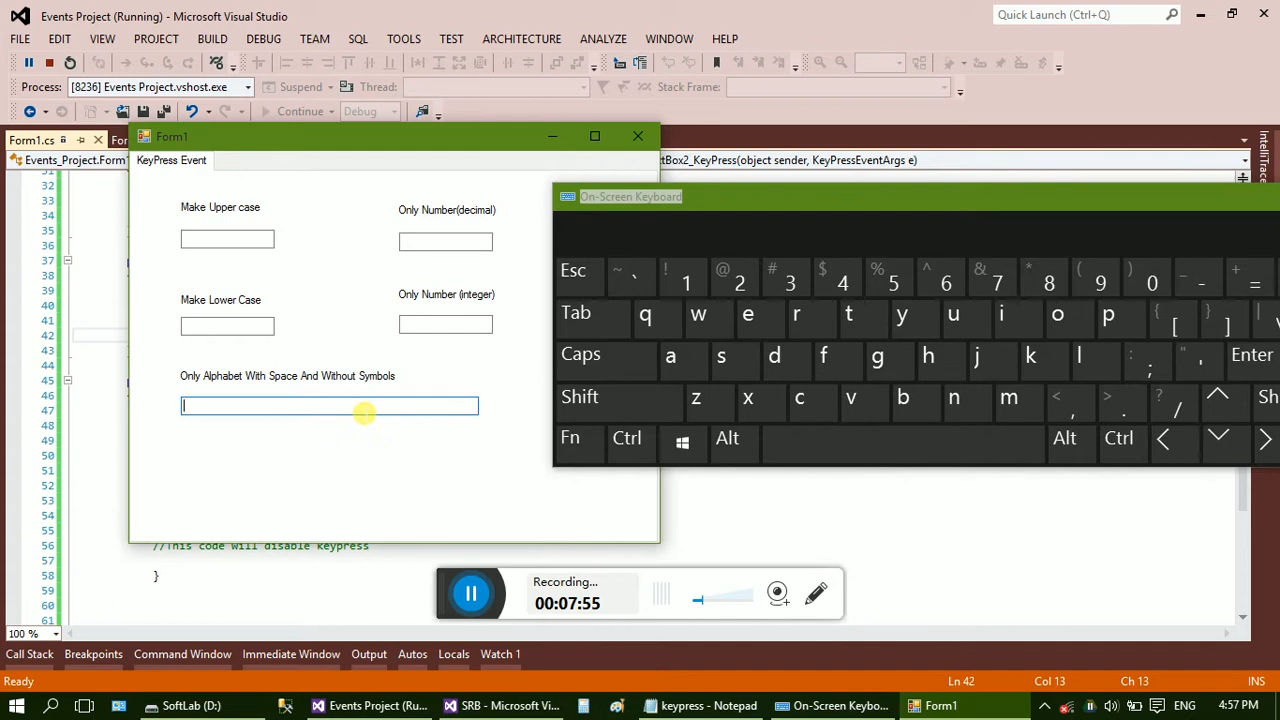 Events Project (Running) - Microsoft Visual Studio
Quick Launch (Ctrl+Q)
FILE EDIT VIEW PROJECT BUILD DEBUG TEAM SQL TOOLS TEST ARCHITECTURE ANALYZE WINDOW HELP
Process: [8236] Events Project.vshost.exe Suspend Thread: Stack Frame:
Continue Debug
Form1.cs
Form1
Events_Project.Form
tBox2_KeyPress(object sender, KeyPressEventArgs e)
IntelliTrace
KeyPress Event
Make Upper case
Only Number(decimal)
Make Lower Case
Only Number (integer)
Only Alphabet With Space And Without Symbols
On-Screen Keyboard
Esc ~ ` ! 1 @ 2 # 3 $ 4 % 5 ^ 6 & 7 * 8 ( 9 ) 0 _ - + =
Tab q w e r t y u i o p { [ } ] \
Caps a s d f g h j k l : ; " ' Enter
Shift z x c v b n m < , > . ? / Sh
Fn Ctrl Alt Alt Ctrl
31
32
33
34
35
36
37
38
39
40
41
42
43
44
45
46
47
48
49
50
51
52
53
54
55
56 //This code will disable keypress
57
58 }
59
60
61
Recording...
00:07:55
100 %
Call Stack Breakpoints Command Window Immediate Window Output Autos Locals Watch 1
Ready Ln 42 Col 13 Ch 13 INS
SoftLab (D:) Events Project (Ru... SRB - Microsoft Vi... keypress - Notepad On-Screen Keybo... Form1 ENG 4:57 PM